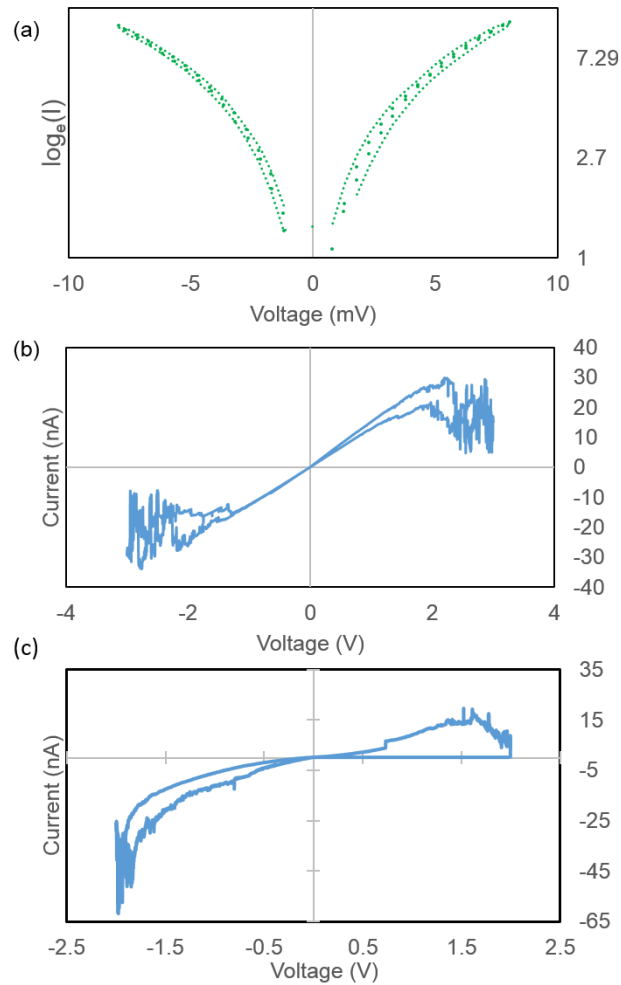 (a)
log_e(I)
7.29
2.7
1
-10 -5 0 5 10
Voltage (mV)
(b)
Current (nA)
40
30
20
10
0
-10
-20
-30
-40
-4 -2 0 2 4
Voltage (V)
(c)
Current (nA)
35
15
-5
-25
-45
-65
-2.5 -1.5 -0.5 0.5 1.5 2.5
Voltage (V)